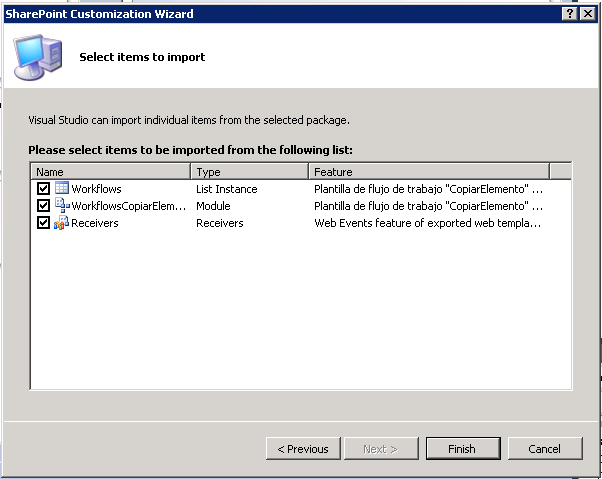 SharePoint Customization Wizard
Select items to import
Visual Studio can import individual items from the selected package.
Please select items to be imported from the following list:
Name Type Feature
Workflows List Instance Plantilla de flujo de trabajo "CopiarElemento" ...
WorkflowsCopiarElem... Module Plantilla de flujo de trabajo "CopiarElemento" ...
Receivers Receivers Web Events feature of exported web templa...
< Previous Next > Finish Cancel